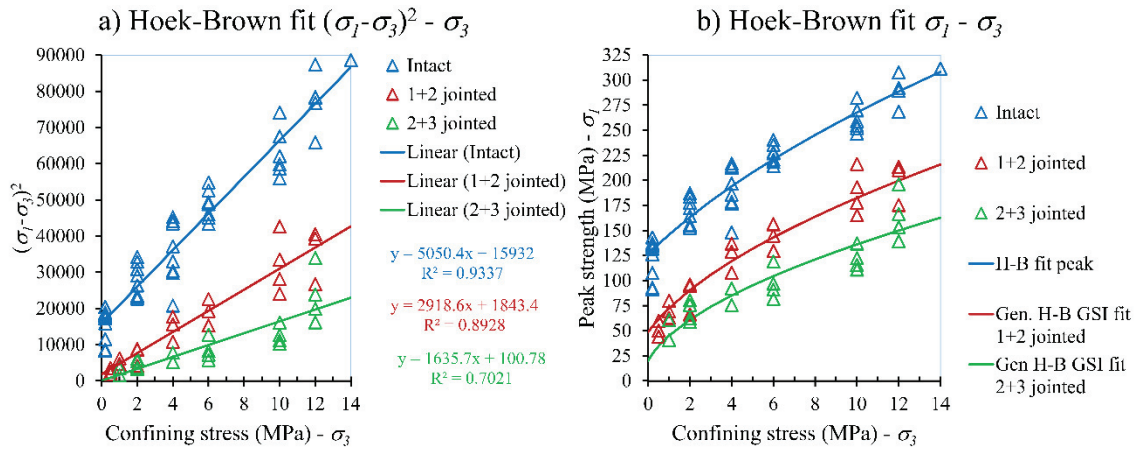 a) Hoek-Brown fit (σ1-σ3)² - σ3
90000
80000
70000
60000
50000
40000
30000
20000
10000
0
(σ1-σ3)²
0 2 4 6 8 10 12 14
Confining stress (MPa) - σ3
Intact
1+2 jointed
2+3 jointed
Linear (Intact)
Linear (1+2 jointed)
Linear (2+3 jointed)
y − 5050.4x − 15932
R² = 0.9337
y = 2918.6x + 1843.4
R² − 0.8928
y − 1635.7x + 100.78
R² = 0.7021
b) Hoek-Brown fit σ1 - σ3
325
300
275
250
225
200
175
150
125
100
75
50
25
0
Peak strength (MPa) - σ1
0 2 4 6 8 10 12 14
Confining stress (MPa) - σ3
Intact
1+2 jointed
2+3 jointed
H-B fit peak
Gen. H-B GSI fit
1+2 jointed
Gen H-B GSI fit
2+3 jointed